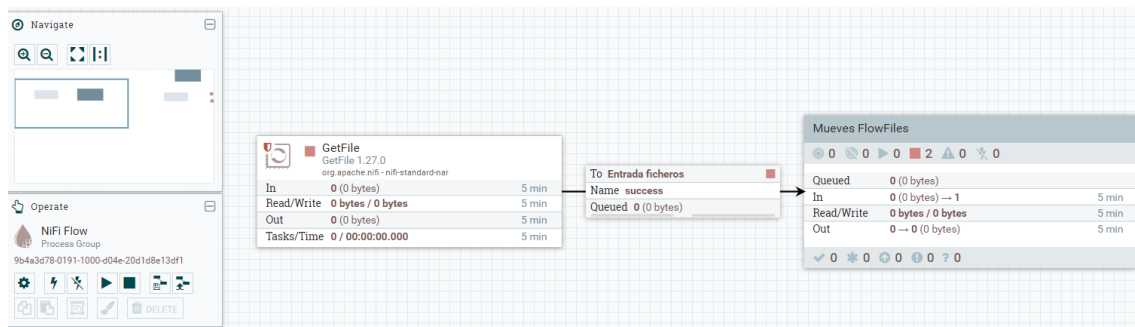 Navigate
Operate
NiFi Flow
Process Group
9b4a3d78-0191-1000-d04e-20d1d8e13df1
DELETE
GetFile
GetFile 1.27.0
org.apache.nifi - nifi-standard-nar
In 0 (0 bytes) 5 min
Read/Write 0 bytes / 0 bytes 5 min
Out 0 (0 bytes) 5 min
Tasks/Time 0 / 00:00:00.000 5 min
To Entrada ficheros
Name success
Queued 0 (0 bytes)
Mueves FlowFiles
0 0 0 2 0 0
Queued 0 (0 bytes)
In 0 (0 bytes) → 1 5 min
Read/Write 0 bytes / 0 bytes 5 min
Out 0 → 0 (0 bytes) 5 min
0 0 0 0 ? 0